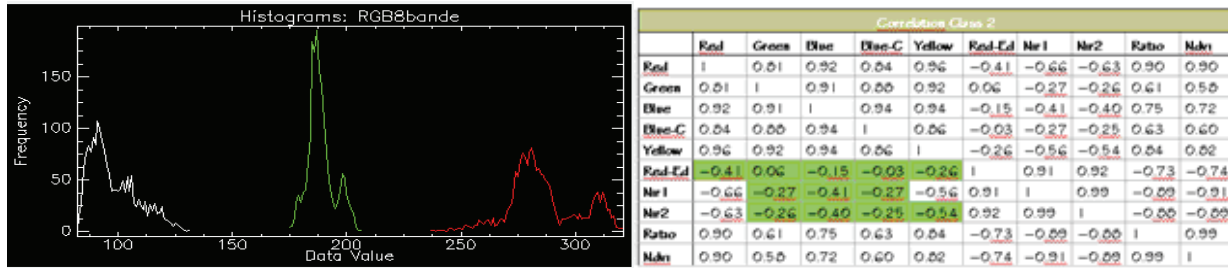 Histograms: RGB8bande
Frequency
150
100
50
0
100 150 200 250 300
Data Value
Correlation Class 2
Red Green Blue Blue-C Yellow Red-Ed Nir1 Nir2 Ratio Ndvi
Red 1 0.81 0.92 0.84 0.96 −0.41 −0.66 −0.63 0.90 0.90
Green 0.81 1 0.91 0.88 0.92 0.06 −0.27 −0.26 0.61 0.58
Blue 0.92 0.91 1 0.94 0.94 −0.15 −0.41 −0.40 0.75 0.72
Blue-C 0.84 0.88 0.94 1 0.86 −0.03 −0.27 −0.25 0.63 0.60
Yellow 0.96 0.92 0.94 0.86 1 −0.26 −0.56 −0.54 0.84 0.82
Red-Ed −0.41 0.06 −0.15 −0.03 −0.26 1 0.91 0.92 −0.73 −0.74
Nir1 −0.66 −0.27 −0.41 −0.27 −0.56 0.91 1 0.99 −0.89 −0.91
Nir2 −0.63 −0.26 −0.40 −0.25 −0.54 0.92 0.99 1 −0.88 −0.89
Ratio 0.90 0.61 0.75 0.63 0.84 −0.73 −0.89 −0.88 1 0.99
Ndvi 0.90 0.58 0.72 0.60 0.82 −0.74 −0.91 −0.89 0.99 1